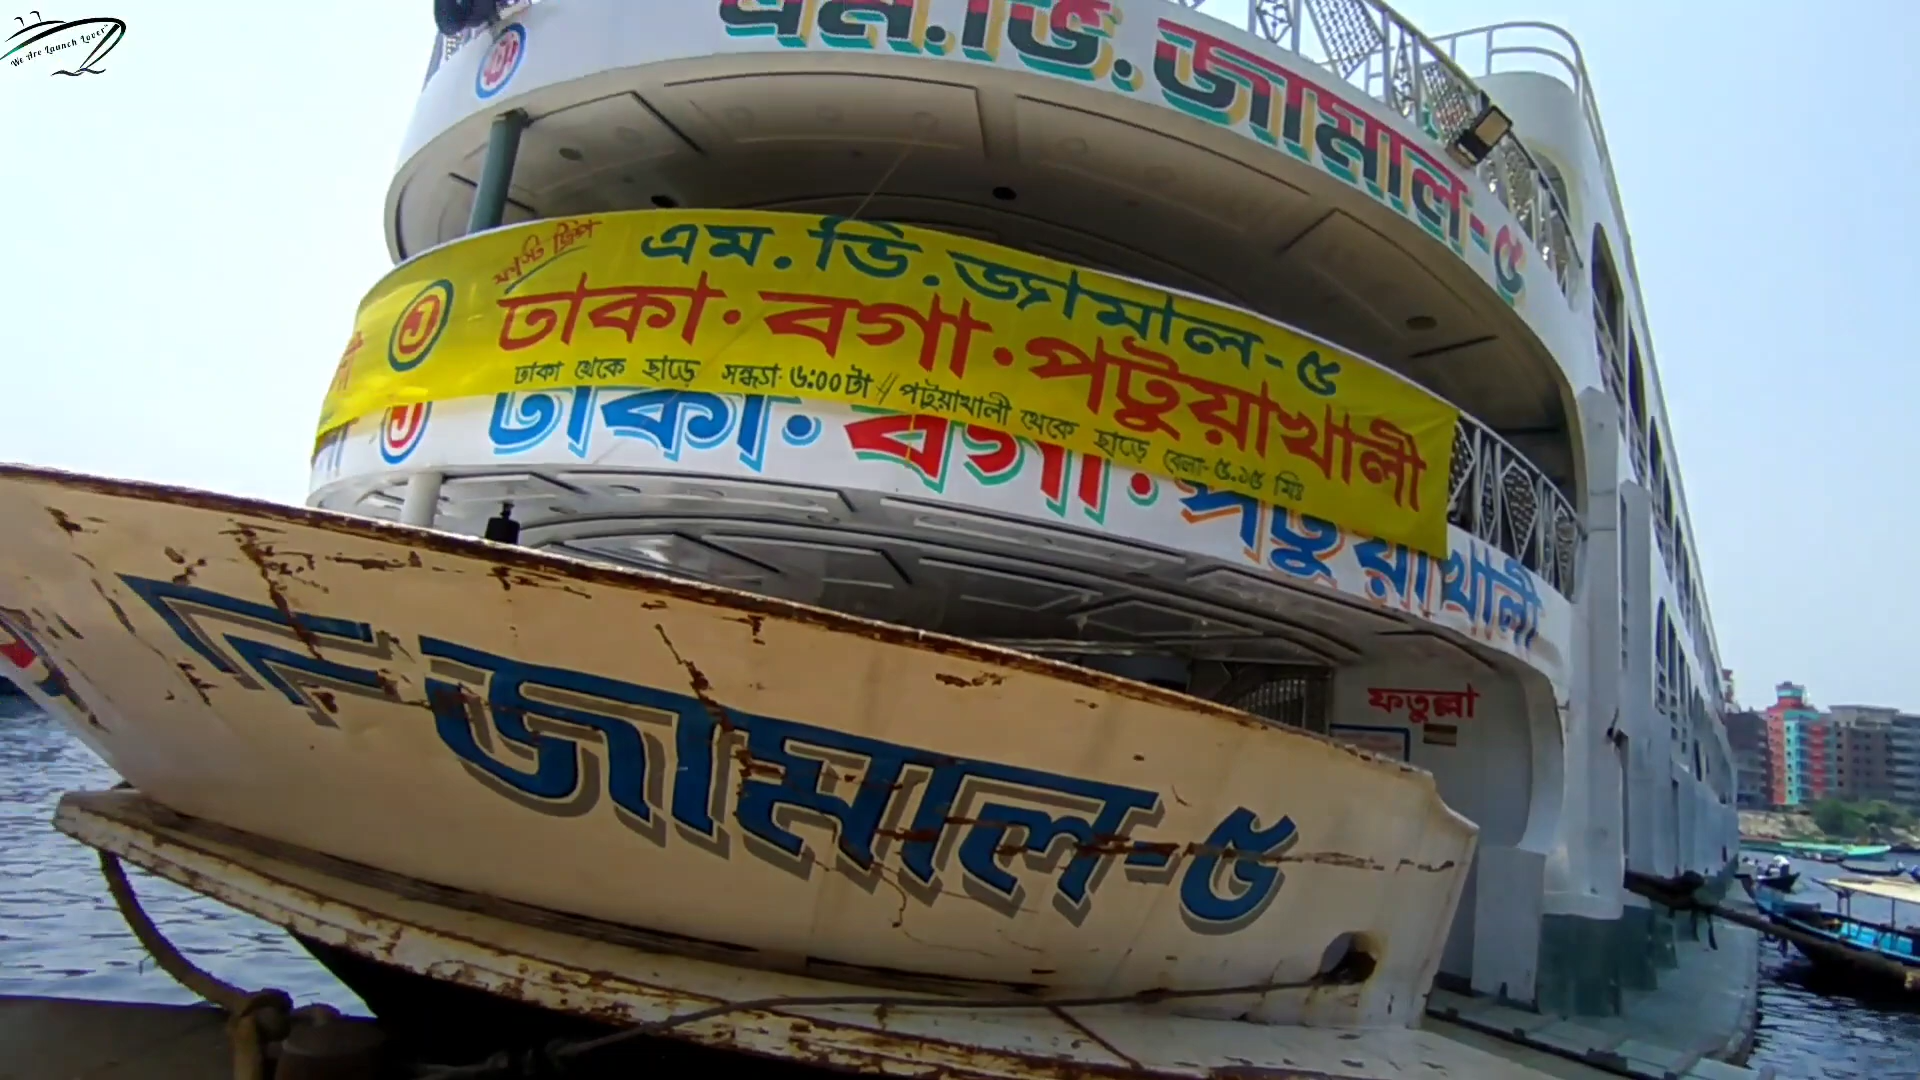 We Are Launch Lover
এম.ভি.জামাল-৫
ফাস্ট ট্রিপ
এম.ভি.জামাল-৫
ঢাকা·বগা·পটুয়াখালী
ঢাকা থেকে ছাড়ে সন্ধ্যা-৬:০০টা // পটুয়াখালী থেকে ছাড়ে বেলা-৫.১৫ মিঃ
ঢাকা·বগা·পটুয়াখালী
ফতুল্লা
জামাল-৫